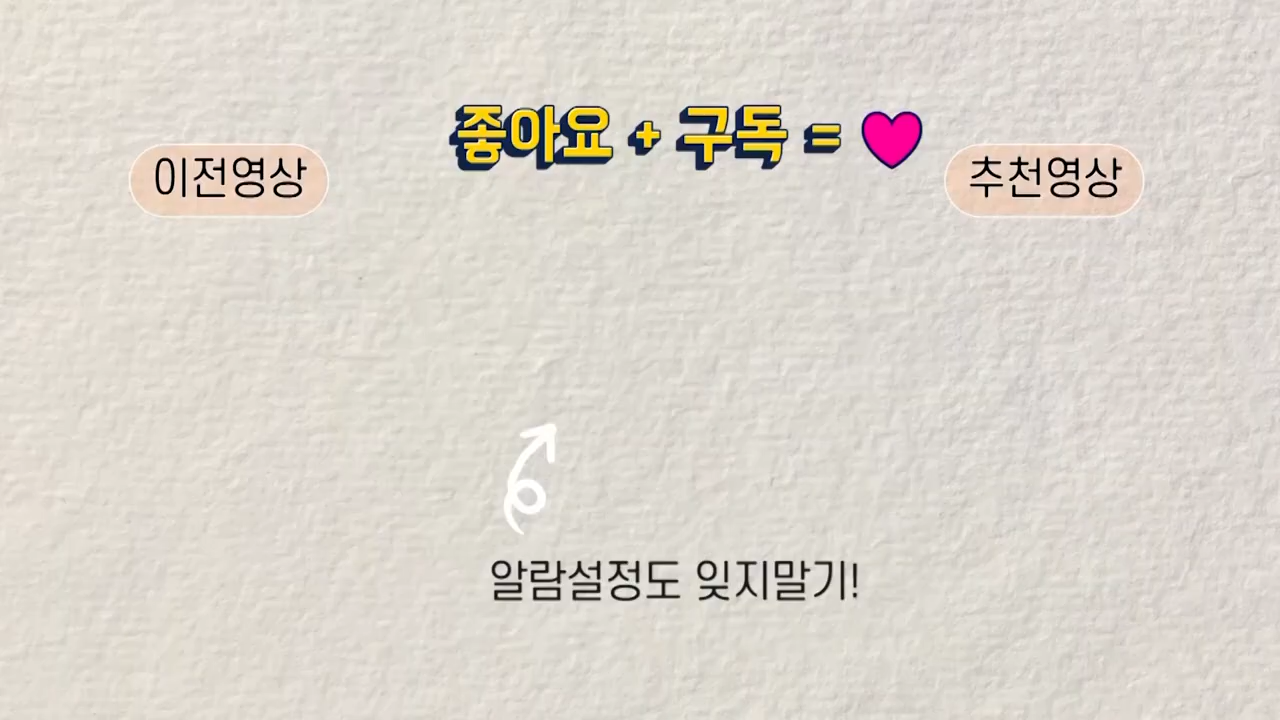 좋아요 + 구독 = ♥
이전영상
추천영상
알람설정도 잊지말기!